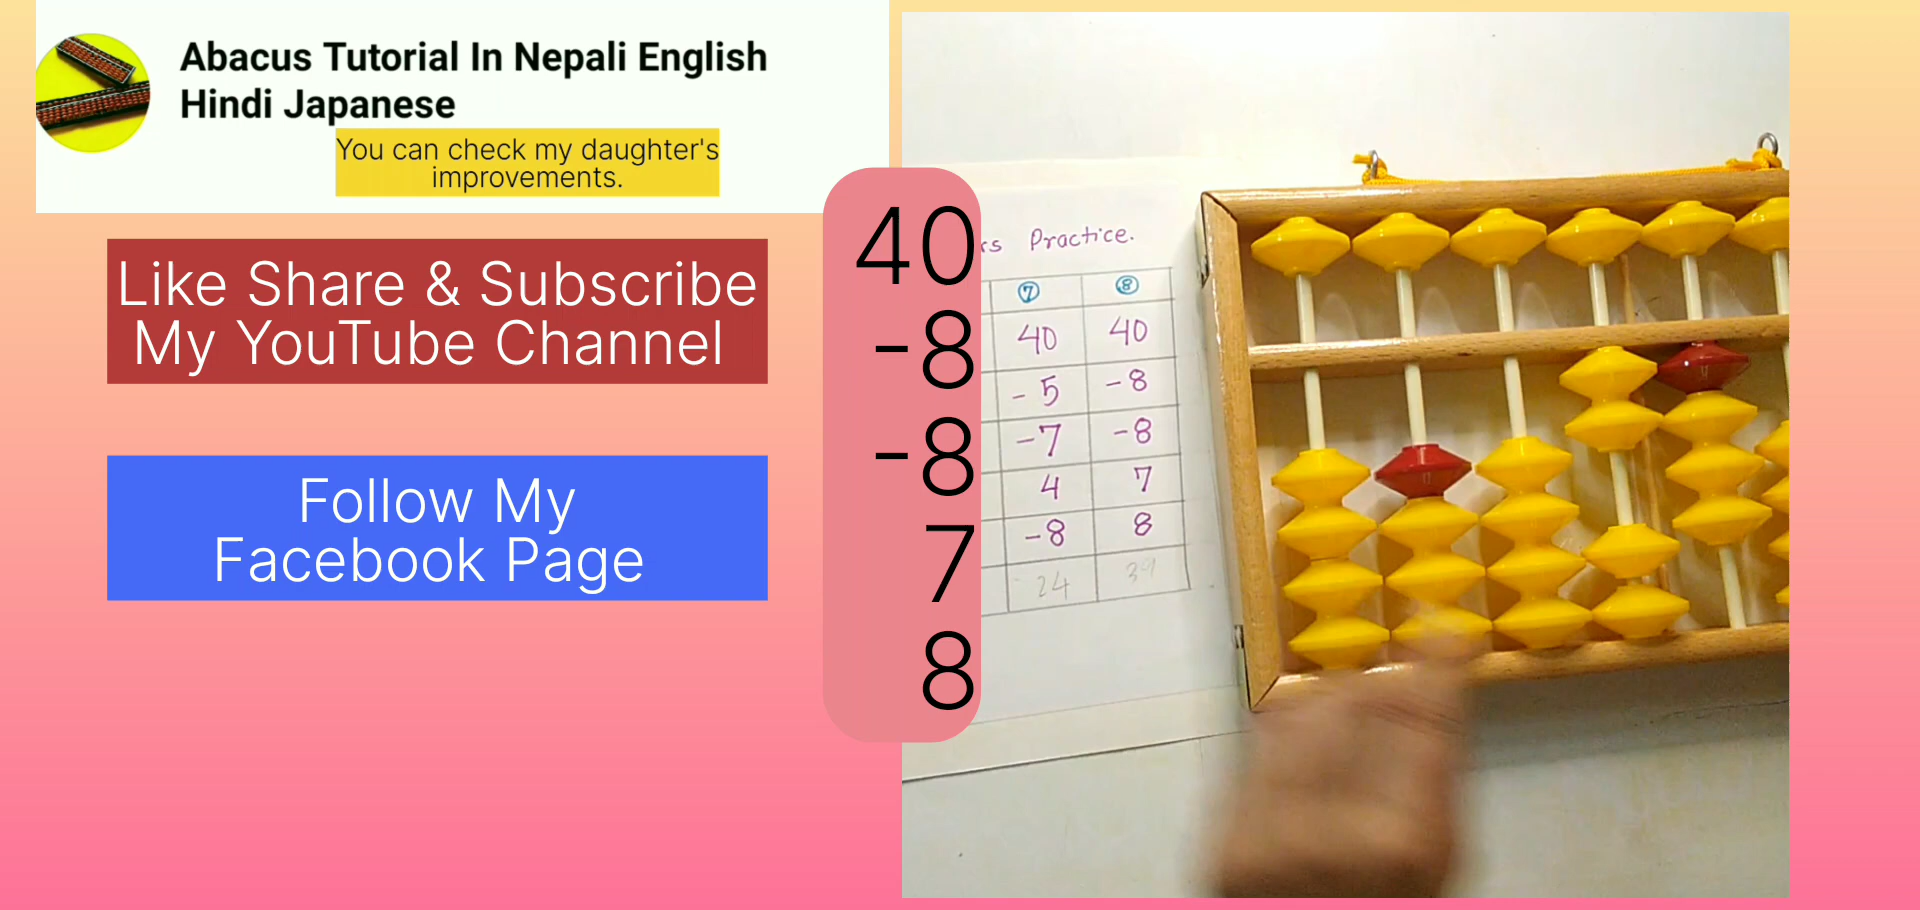 Abacus Tutorial In Nepali English
Hindi Japanese
You can check my daughter's
improvements.
Like Share & Subscribe
My YouTube Channel
Follow My
Facebook Page
40
-8
-8
7
8
rs Practice.
⑦ ⑧
40 40
-5 -8
-7 -8
4 7
-8 8
24 39